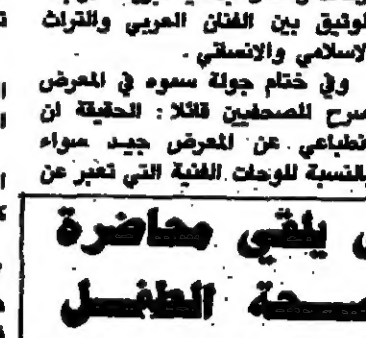 الوثيق بين الفنان العربي والتراث
الاسلامي والانساني .
وفي ختام جولة سموه في المعرض
صرح للصحفيين قائلا : الحقيقة ان
انطباعي عن المعرض جيد سواء
بالنسبة للوحات الفنية التي تعبر عن
يلقي محاضرة
صحة الطفل